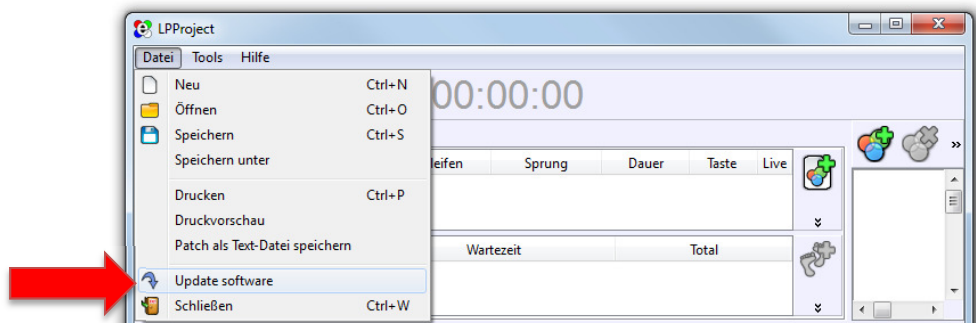 LPProject
Datei Tools Hilfe
Neu Ctrl+N
Öffnen Ctrl+O
Speichern Ctrl+S
Speichern unter
Drucken Ctrl+P
Druckvorschau
Patch als Text-Datei speichern
Update software
Schließen Ctrl+W
00:00:00
Sprung Dauer Taste Live
Wartezeit Total